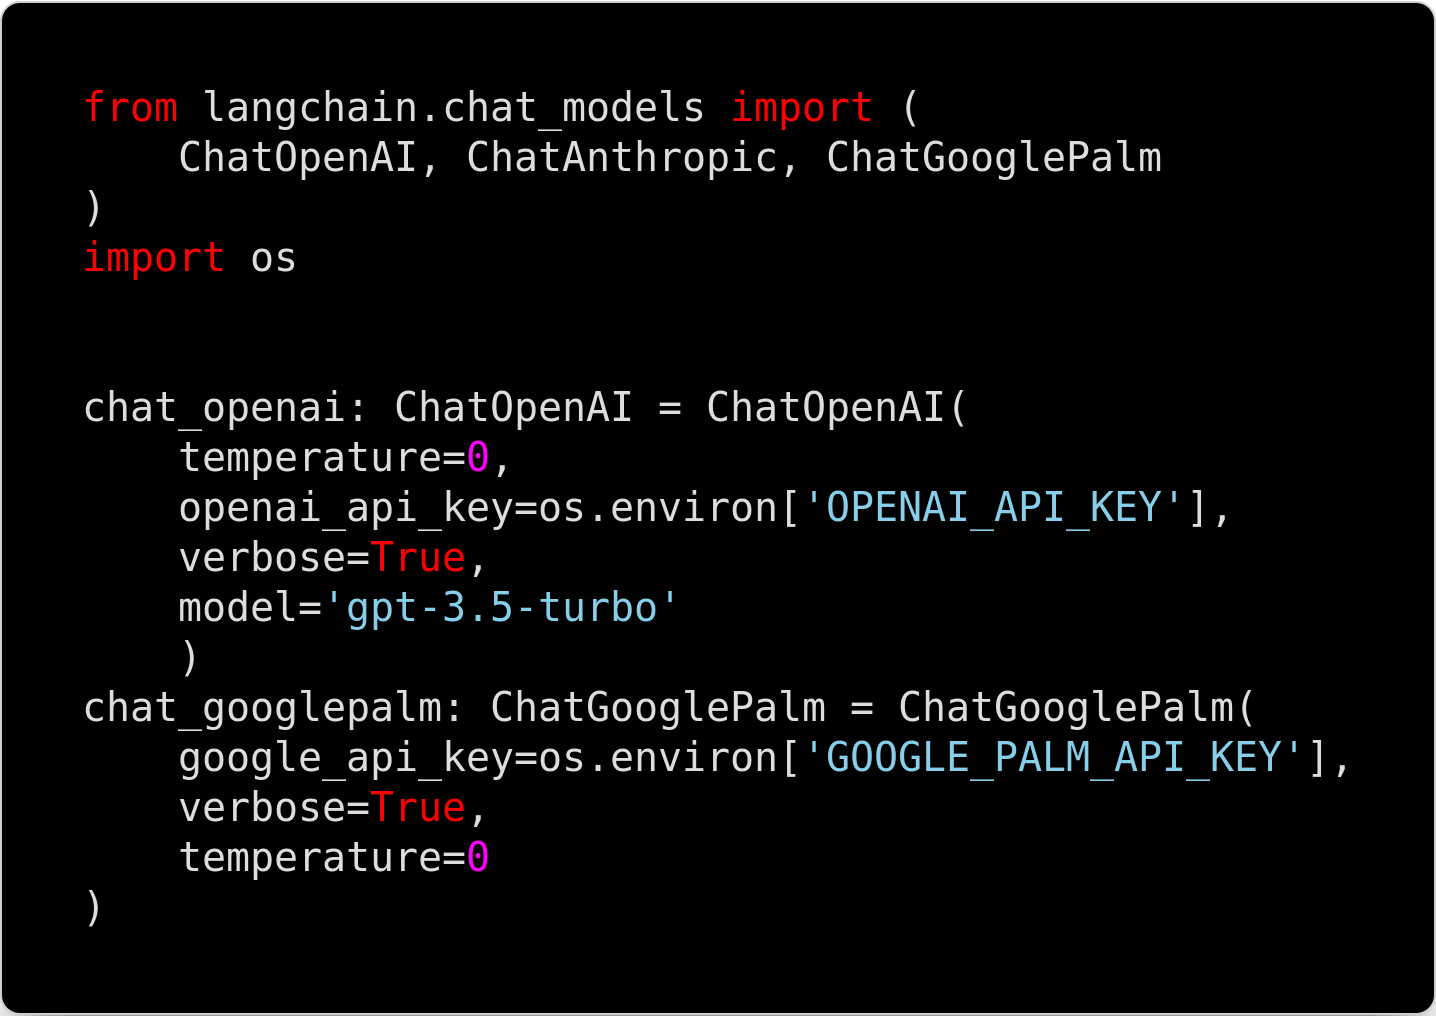 from langchain.chat_models import (
    ChatOpenAI, ChatAnthropic, ChatGooglePalm
)
import os
chat_openai: ChatOpenAI = ChatOpenAI(
    temperature=0,
    openai_api_key=os.environ['OPENAI_API_KEY'],
    verbose=True,
    model='gpt-3.5-turbo'
    )
chat_googlepalm: ChatGooglePalm = ChatGooglePalm(
    google_api_key=os.environ['GOOGLE_PALM_API_KEY'],
    verbose=True,
    temperature=0
)